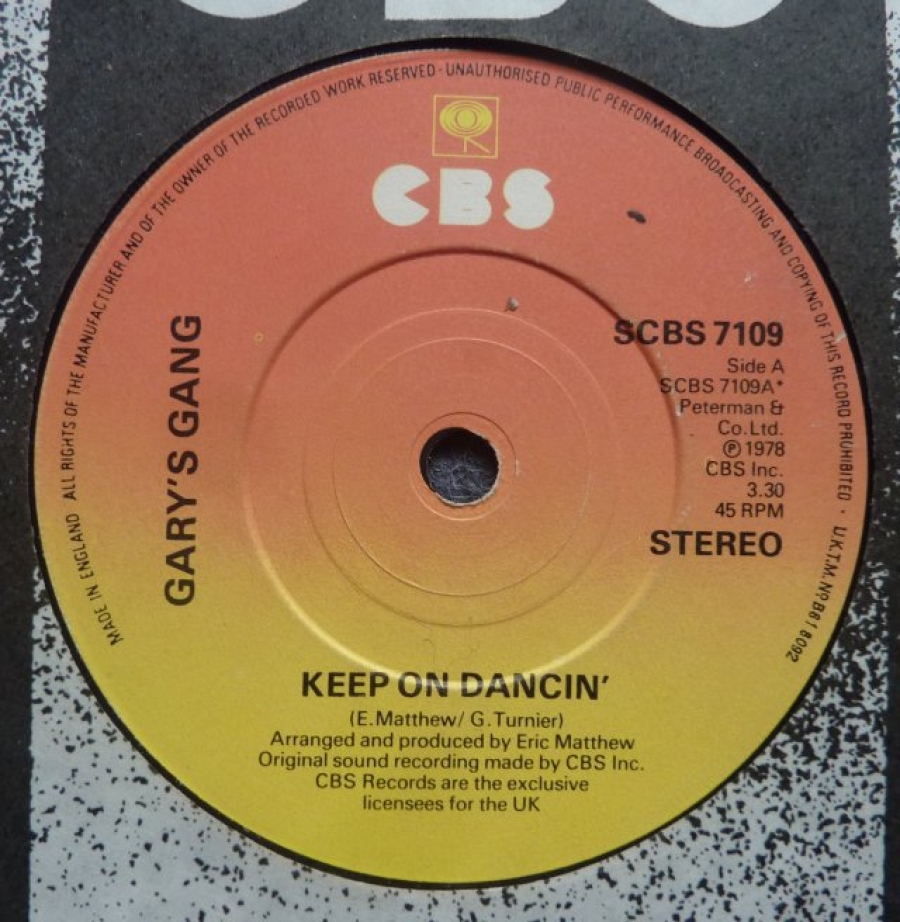 CBS
ALL RIGHTS OF THE MANUFACTURER AND OF THE OWNER OF THE RECORDED WORK RESERVED · UNAUTHORISED PUBLIC PERFORMANCE BROADCASTING AND COPYING OF THIS RECORD PROHIBITED · U.K.T.M. No B618092
MADE IN ENGLAND
CBS
GARY'S GANG
SCBS 7109
Side A
SCBS 7109A*
Peterman &
Co.Ltd.
℗ 1978
CBS Inc.
3.30
45 RPM
STEREO
KEEP ON DANCIN'
(E.Matthew/ G.Turnier)
Arranged and produced by Eric Matthew
Original sound recording made by CBS Inc.
CBS Records are the exclusive
licensees for the UK